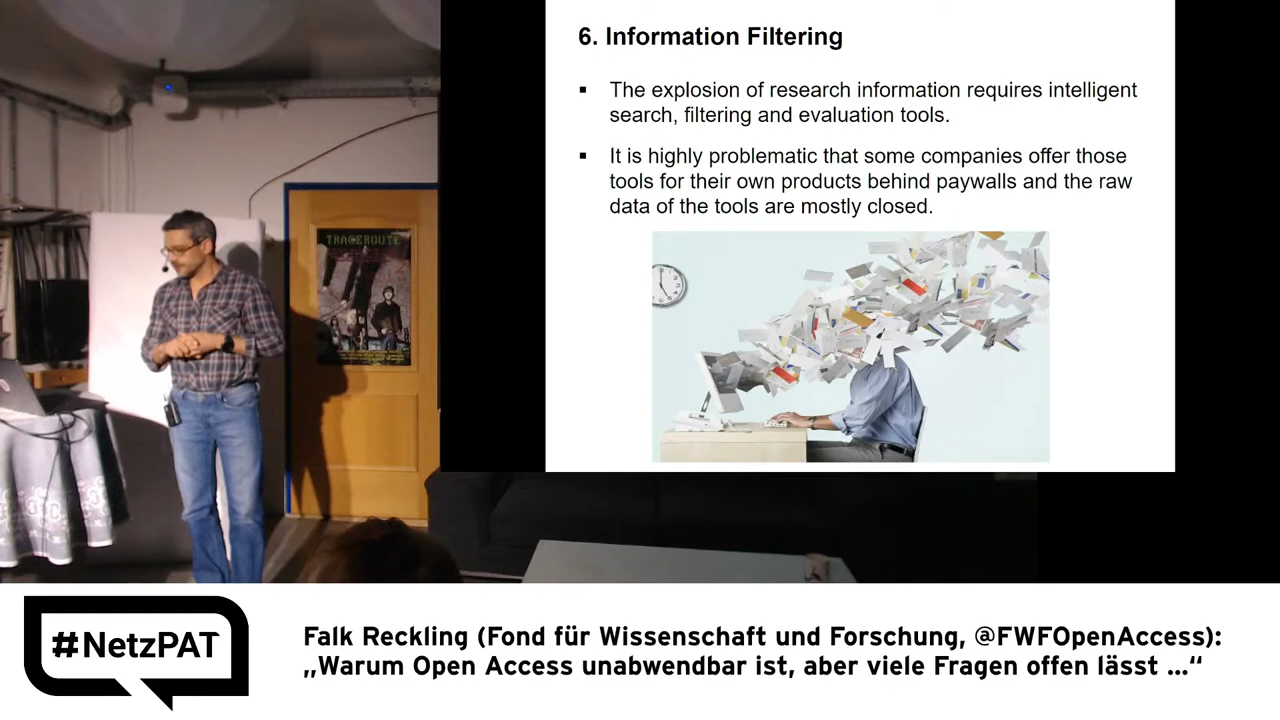 6. Information Filtering
▪ The explosion of research information requires intelligent
search, filtering and evaluation tools.
▪ It is highly problematic that some companies offer those
tools for their own products behind paywalls and the raw
data of the tools are mostly closed.
TRACEROUTE
#NetzPAT
Falk Reckling (Fond für Wissenschaft und Forschung, @FWFOpenAccess):
„Warum Open Access unabwendbar ist, aber viele Fragen offen lässt ...“